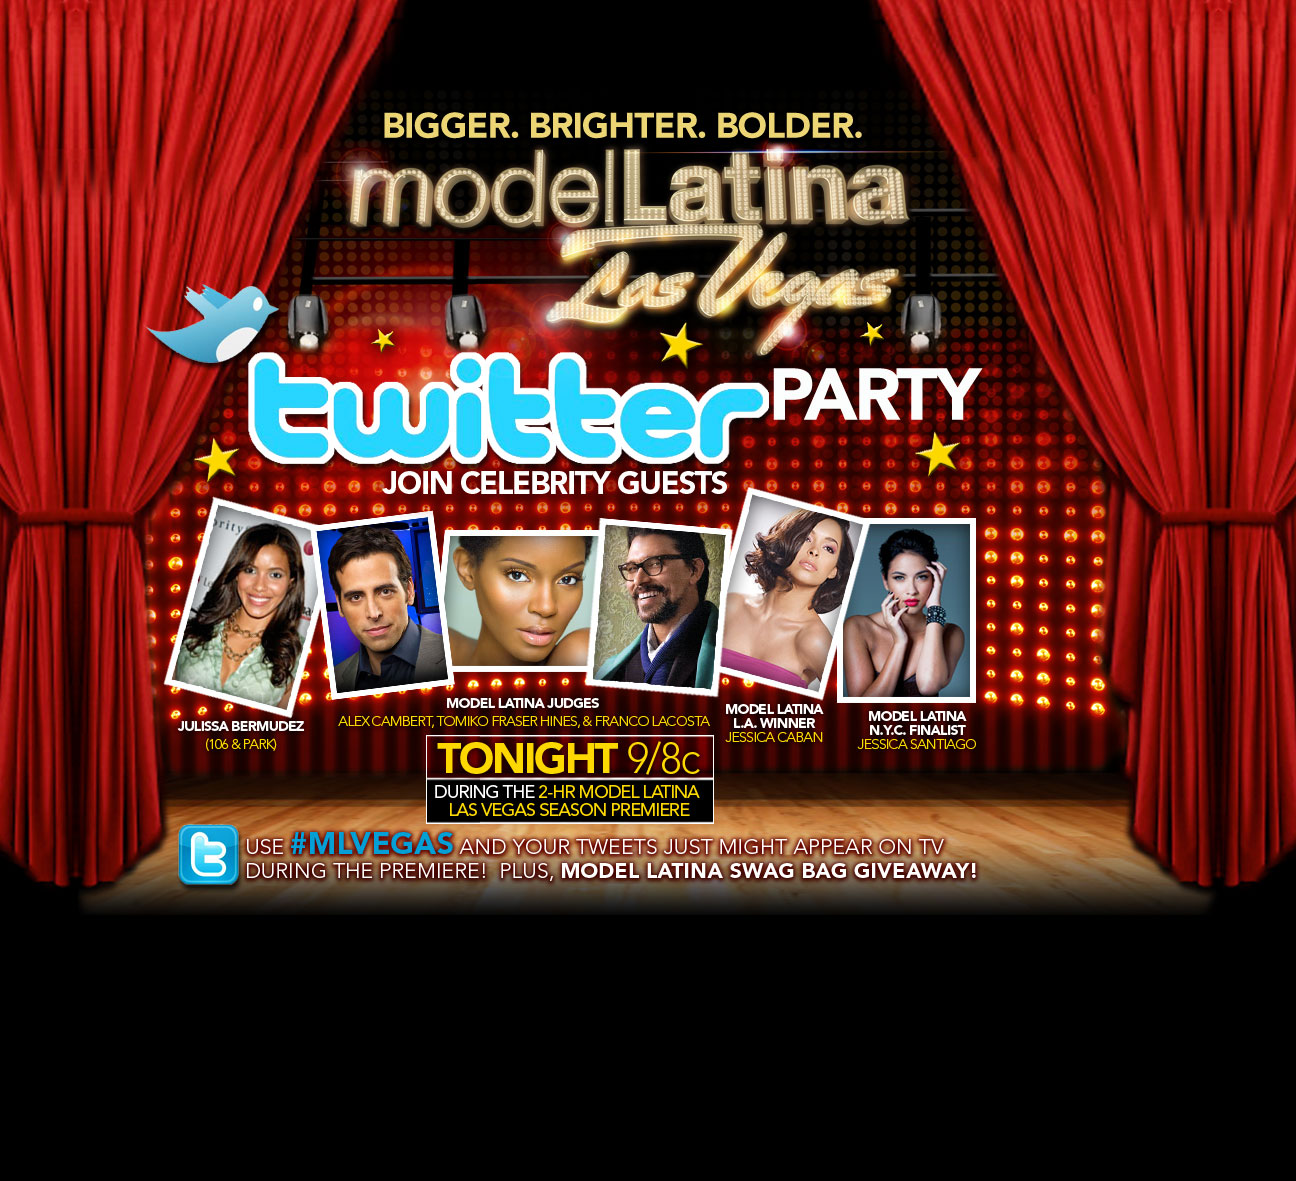 BIGGER. BRIGHTER. BOLDER.
modelLatina
Las Vegas
twitter PARTY
JOIN CELEBRITY GUESTS
JULISSA BERMUDEZ
(106 & PARK)
MODEL LATINA JUDGES
ALEX CAMBERT, TOMIKO FRASER HINES, & FRANCO LACOSTA
MODEL LATINA
L.A. WINNER
JESSICA CABAN
MODEL LATINA
N.Y.C. FINALIST
JESSICA SANTIAGO
TONIGHT 9/8c
DURING THE 2-HR MODEL LATINA
LAS VEGAS SEASON PREMIERE
t
USE #MLVEGAS AND YOUR TWEETS JUST MIGHT APPEAR ON TV
DURING THE PREMIERE! PLUS, MODEL LATINA SWAG BAG GIVEAWAY!